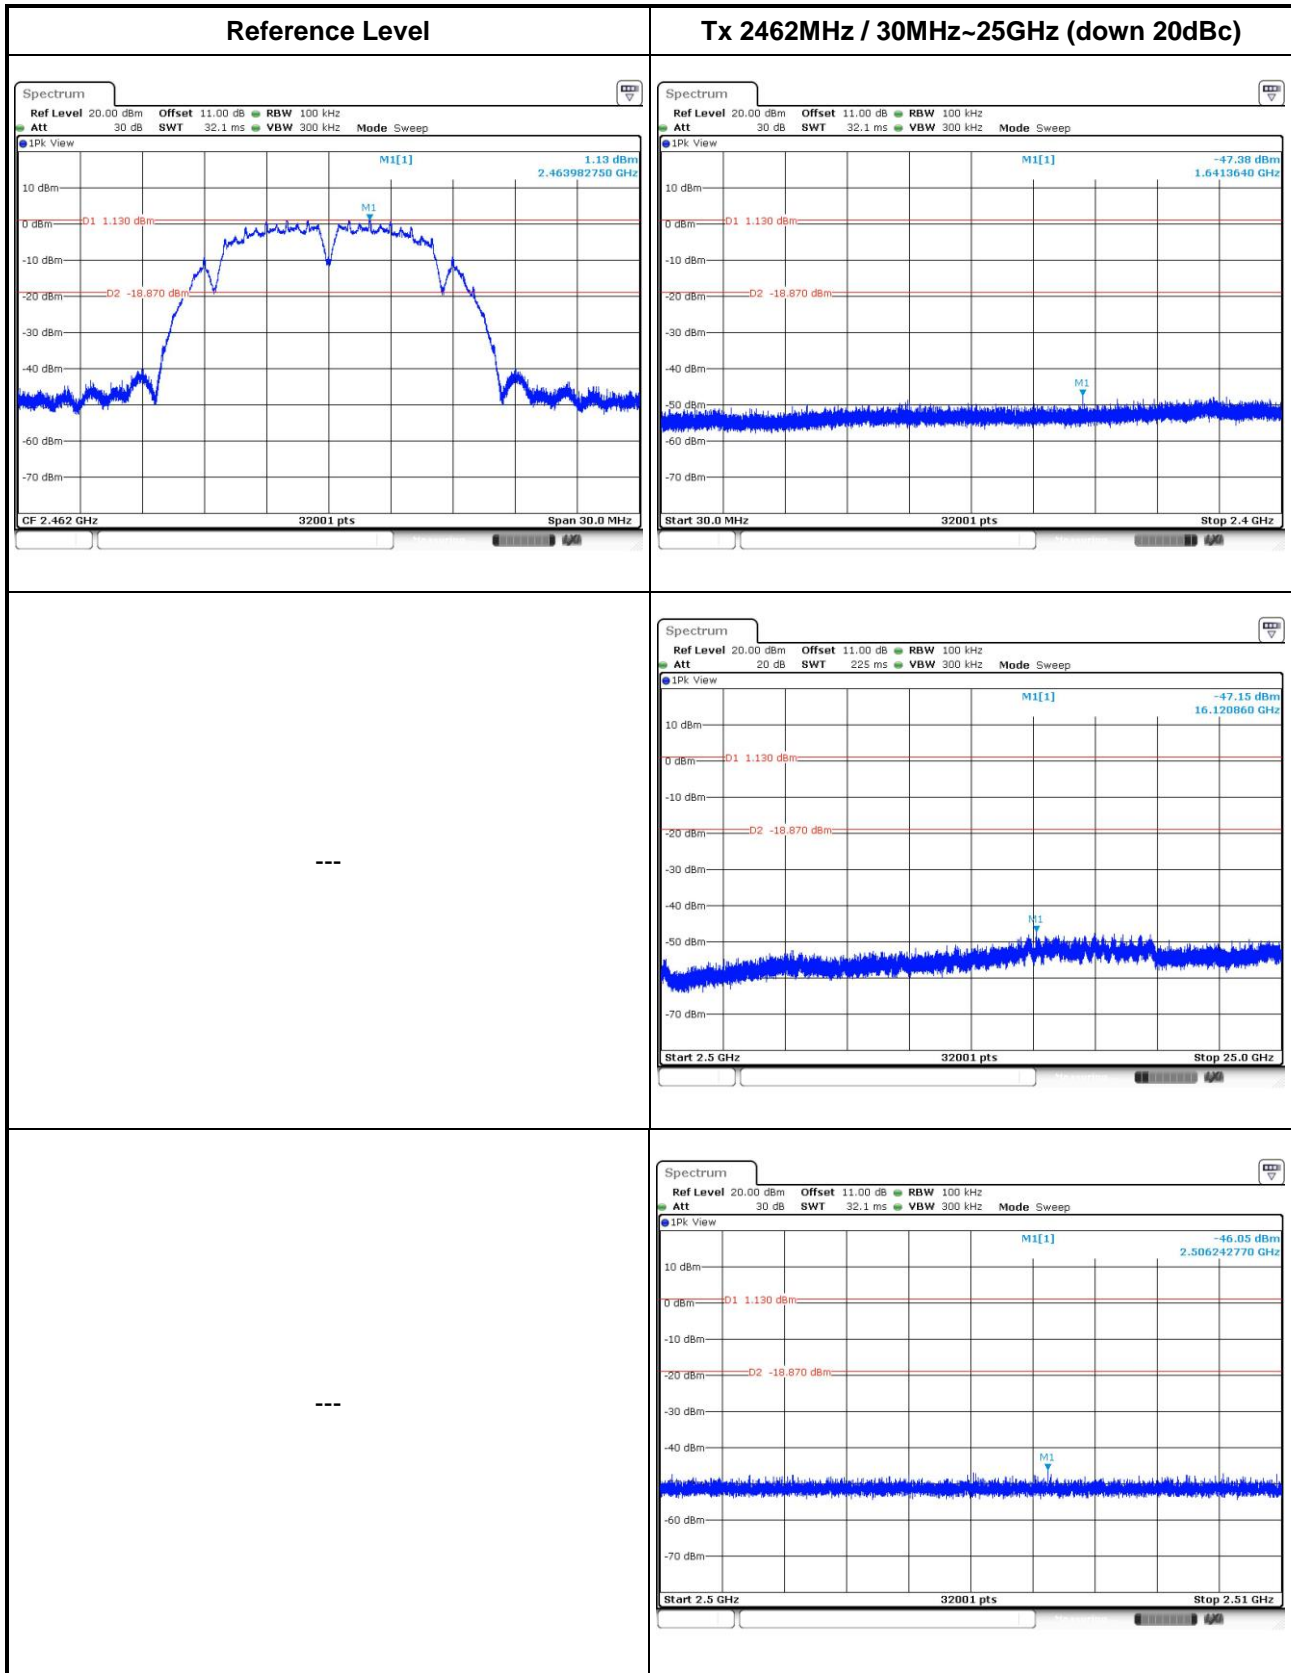 Reference Level
Tx 2462MHz / 30MHz~25GHz (down 20dBc)
Spectrum
Ref Level 20.00 dBm Offset 11.00 dB RBW 100 kHz
Att 30 dB SWT 32.1 ms VBW 300 kHz Mode Sweep
1Pk View
M1[1] 1.13 dBm
2.463982750 GHz
10 dBm
M1
0 dBm
D1 1.130 dBm
-10 dBm
-20 dBm
D2 -18.870 dBm
-30 dBm
-40 dBm
-50 dBm
-60 dBm
-70 dBm
CF 2.462 GHz 32001 pts Span 30.0 MHz
Spectrum
Ref Level 20.00 dBm Offset 11.00 dB RBW 100 kHz
Att 30 dB SWT 32.1 ms VBW 300 kHz Mode Sweep
1Pk View
M1[1] -47.38 dBm
1.6413640 GHz
10 dBm
0 dBm
D1 1.130 dBm
-10 dBm
-20 dBm
D2 -18.870 dBm
-30 dBm
-40 dBm
M1
-50 dBm
-60 dBm
-70 dBm
Start 30.0 MHz 32001 pts Stop 2.4 GHz
---
Spectrum
Ref Level 20.00 dBm Offset 11.00 dB RBW 100 kHz
Att 20 dB SWT 225 ms VBW 300 kHz Mode Sweep
1Pk View
M1[1] -47.15 dBm
16.120860 GHz
10 dBm
0 dBm
D1 1.130 dBm
-10 dBm
-20 dBm
D2 -18.870 dBm
-30 dBm
-40 dBm
M1
-50 dBm
-70 dBm
Start 2.5 GHz 32001 pts Stop 25.0 GHz
---
Spectrum
Ref Level 20.00 dBm Offset 11.00 dB RBW 100 kHz
Att 30 dB SWT 32.1 ms VBW 300 kHz Mode Sweep
1Pk View
M1[1] -46.05 dBm
2.506242770 GHz
10 dBm
0 dBm
D1 1.130 dBm
-10 dBm
-20 dBm
D2 -18.870 dBm
-30 dBm
-40 dBm
M1
-60 dBm
-70 dBm
Start 2.5 GHz 32001 pts Stop 2.51 GHz